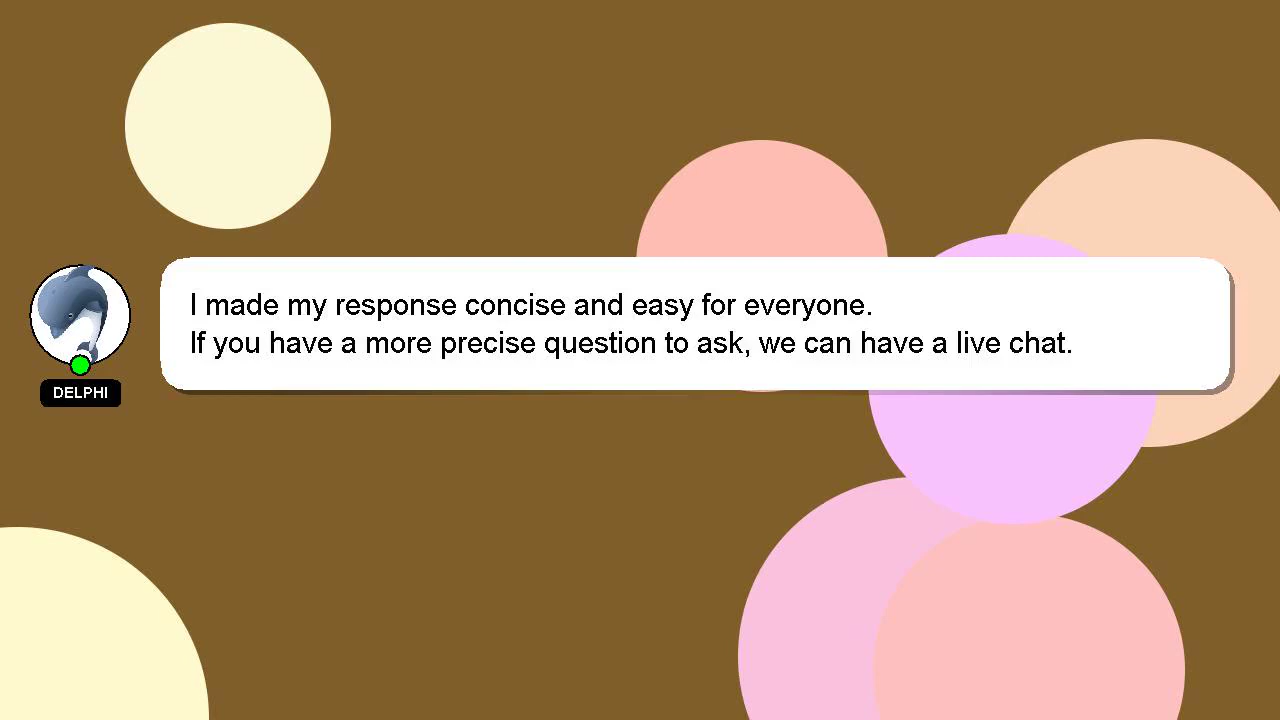 I made my response concise and easy for everyone.
If you have a more precise question to ask, we can have a live chat.
DELPHI